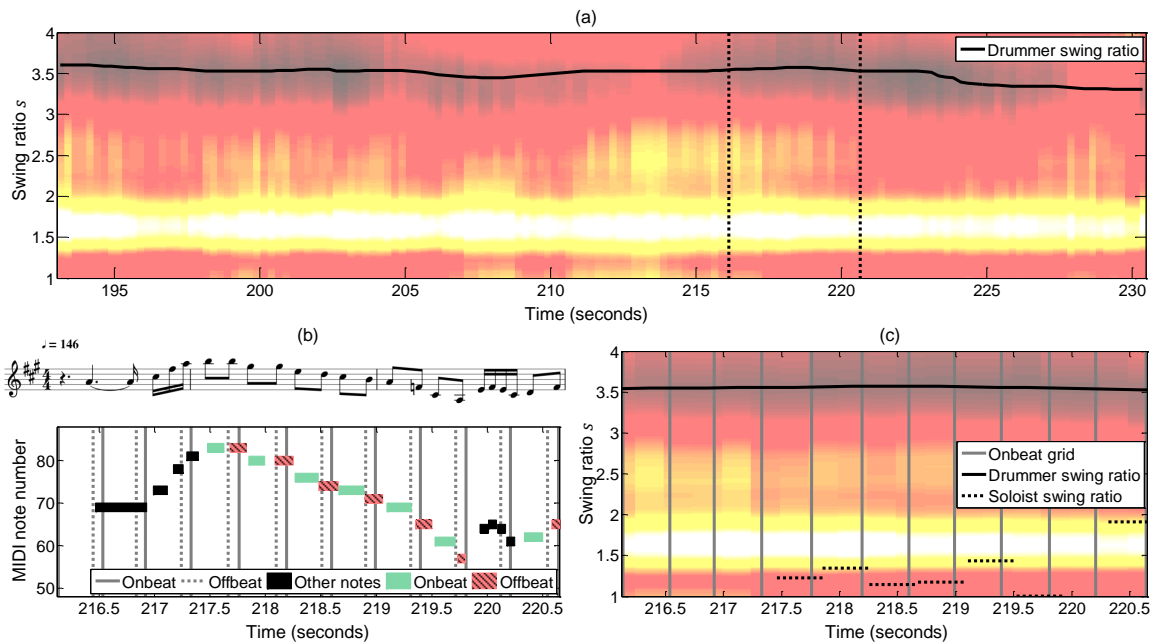 (a)
4
3.5
3
2.5
2
1.5
1
Swing ratio s
Drummer swing ratio
195 200 205 210 215 220 225 230
Time (seconds)
(b)
♩ = 146
4
4
80
70
60
50
MIDI note number
Onbeat Offbeat Other notes Onbeat Offbeat
216.5 217 217.5 218 218.5 219 219.5 220 220.5
Time (seconds)
(c)
4
3.5
3
2.5
2
1.5
1
Swing ratio s
Onbeat grid
Drummer swing ratio
Soloist swing ratio
216.5 217 217.5 218 218.5 219 219.5 220 220.5
Time (seconds)